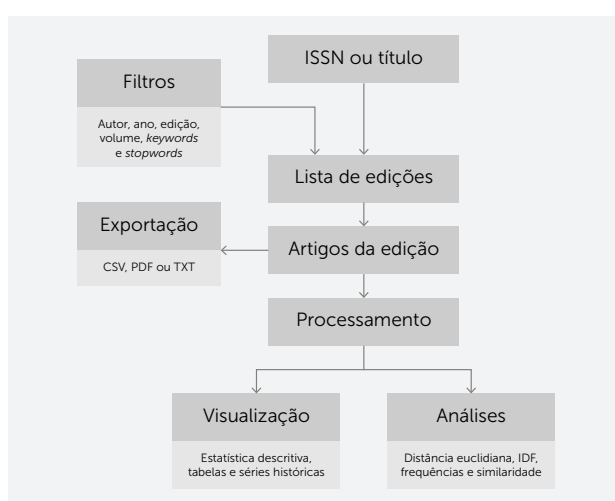 ISSN ou título
Filtros
Autor, ano, edição,
volume, keywords
e stopwords
Lista de edições
Exportação
CSV, PDF ou TXT
Artigos da edição
Processamento
Visualização
Estatística descritiva,
tabelas e séries históricas
Análises
Distância euclidiana, IDF,
frequências e similaridade